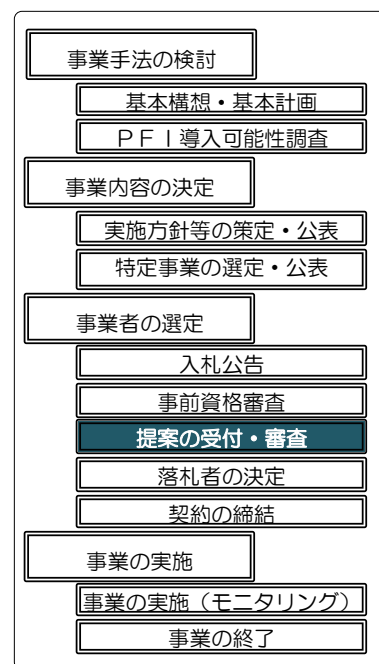 事業手法の検討
基本構想・基本計画
ＰＦＩ導入可能性調査
事業内容の決定
実施方針等の策定・公表
特定事業の選定・公表
事業者の選定
入札公告
事前資格審査
提案の受付・審査
落札者の決定
契約の締結
事業の実施
事業の実施（モニタリング）
事業の終了